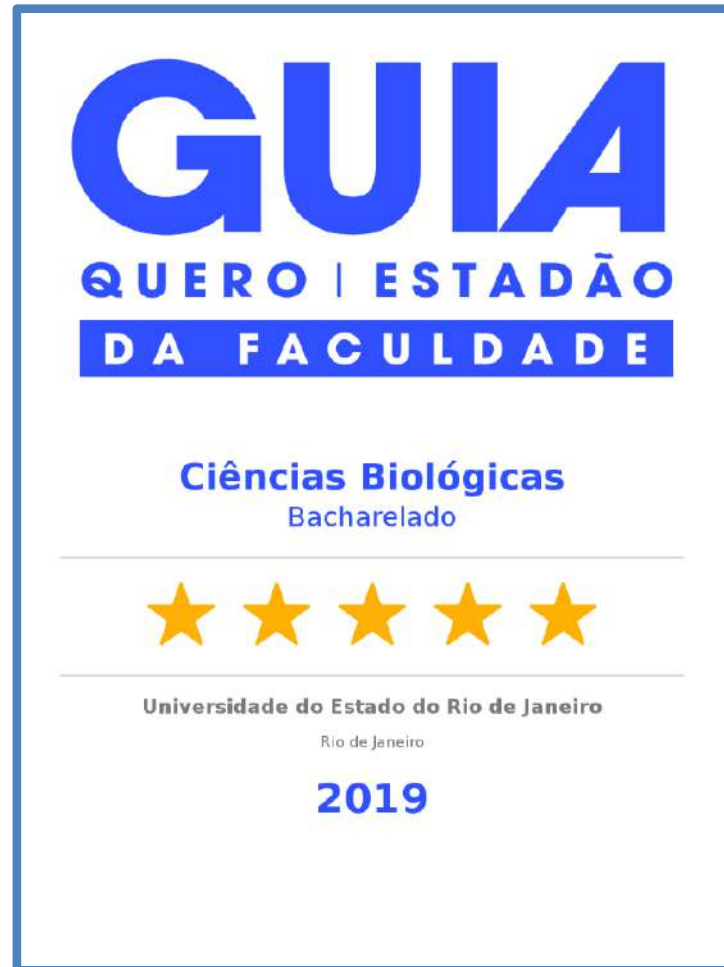 GUIA
QUERO | ESTADÃO
DA FACULDADE
Ciências Biológicas
Bacharelado
Universidade do Estado do Rio de Janeiro
Rio de Janeiro
2019